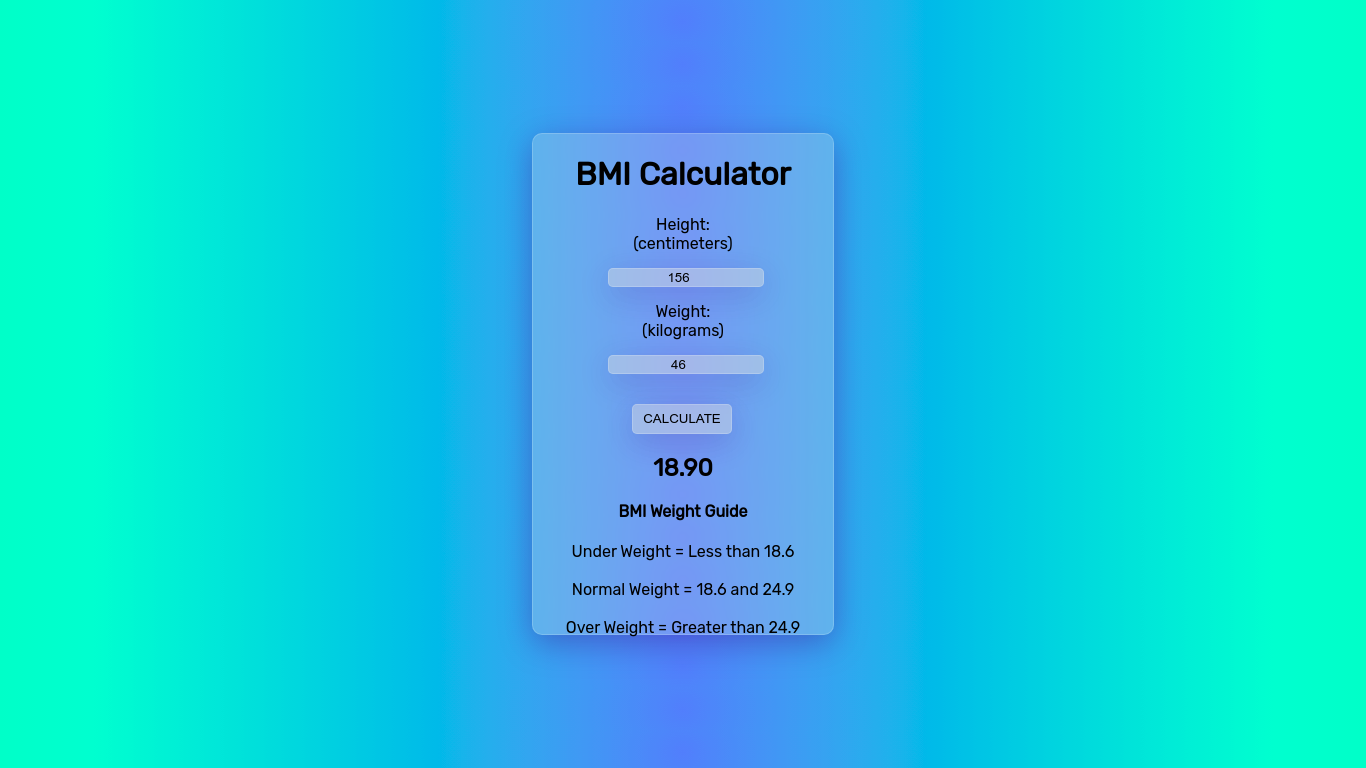 BMI Calculator
Height:
(centimeters)
156
Weight:
(kilograms)
46
CALCULATE
18.90
BMI Weight Guide
Under Weight = Less than 18.6
Normal Weight = 18.6 and 24.9
Over Weight = Greater than 24.9